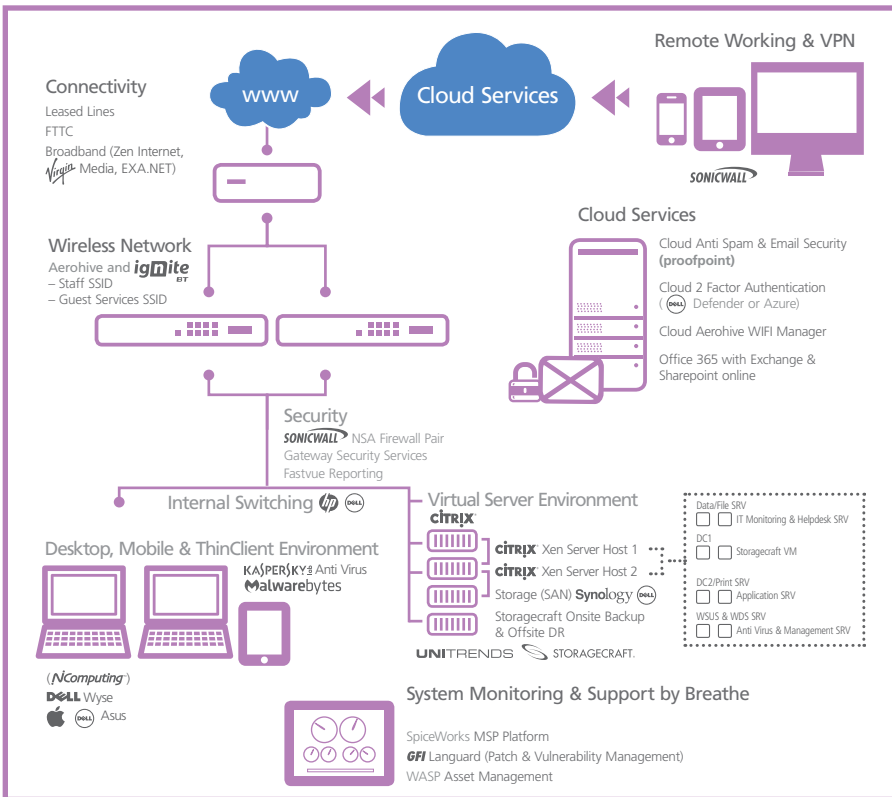 Remote Working & VPN
SONICWALL
Connectivity
Leased Lines
FTTC
Broadband (Zen Internet,
Virgin Media, EXA.NET)
www
Cloud Services
Wireless Network
Aerohive and ignite BT
– Staff SSID
– Guest Services SSID
Cloud Services
Cloud Anti Spam & Email Security
(proofpoint)
Cloud 2 Factor Authentication
( DELL Defender or Azure)
Cloud Aerohive WIFI Manager
Office 365 with Exchange &
Sharepoint online
Security
SONICWALL NSA Firewall Pair
Gateway Security Services
Fastvue Reporting
Internal Switching hp DELL
Virtual Server Environment
CITRIX
CITRIX Xen Server Host 1
CITRIX Xen Server Host 2
Storage (SAN) Synology DELL
Storagecraft Onsite Backup
& Offsite DR
UNITRENDS STORAGECRAFT.
Data/File SRV
IT Monitoring & Helpdesk SRV
DC1
Storagecraft VM
DC2/Print SRV
Application SRV
WSUS & WDS SRV
Anti Virus & Management SRV
Desktop, Mobile & ThinClient Environment
KASPERSKY LAB Anti Virus
Malwarebytes
(NComputing)
DELL Wyse
DELL Asus
System Monitoring & Support by Breathe
SpiceWorks MSP Platform
GFI Languard (Patch & Vulnerability Management)
WASP Asset Management